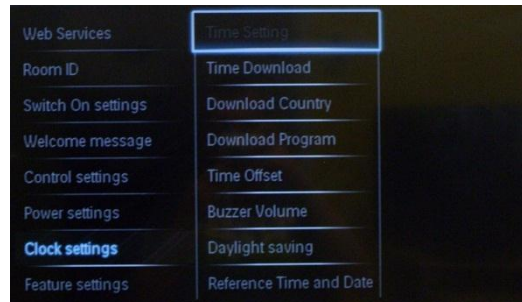 Web Services
Room ID
Switch On settings
Welcome message
Control settings
Power settings
Clock settings
Feature settings
Time Setting
Time Download
Download Country
Download Program
Time Offset
Buzzer Volume
Daylight saving
Reference Time and Date